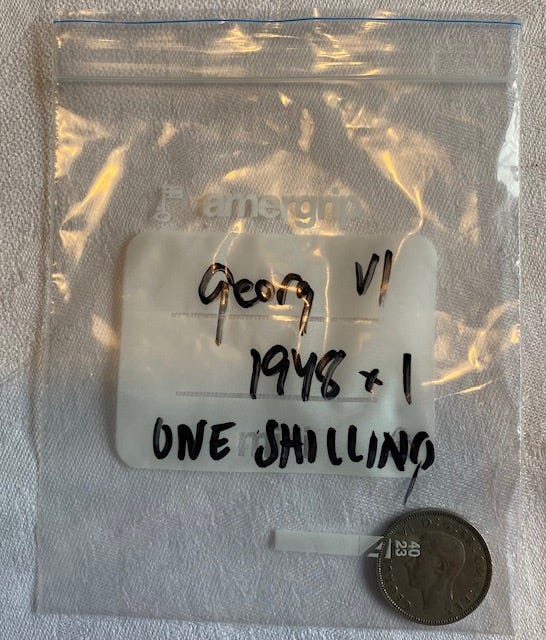 amergrip
Georg VI
1948 x 1
ONE SHILLING
40
23